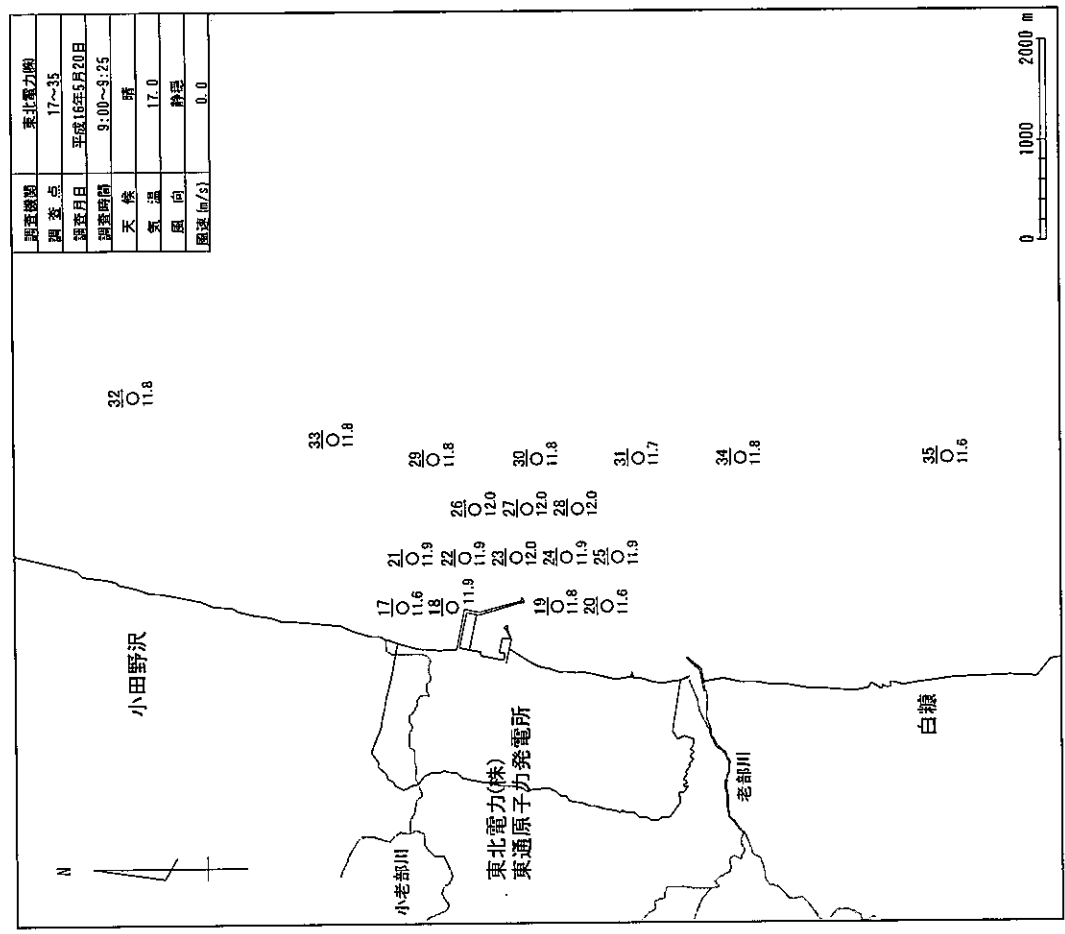 調査機関 東北電力㈱
調査点 17~35
調査月日 平成16年5月20日
調査時間 9:00~9:25
天候 晴
気温 17.0
風向 静穏
風速(m/s) 0.0
N
小田野沢
小老部川
東北電力(株)
東通原子力発電所
老部川
白糠
32
11.8
33
11.8
29
11.8
30
11.8
31
11.7
34
11.8
35
11.6
26
12.0
27
12.0
28
12.0
21
11.9
22
11.9
23
12.0
24
11.9
25
11.9
17
11.6
18
11.9
19
11.8
20
11.6
0 1000 2000 m